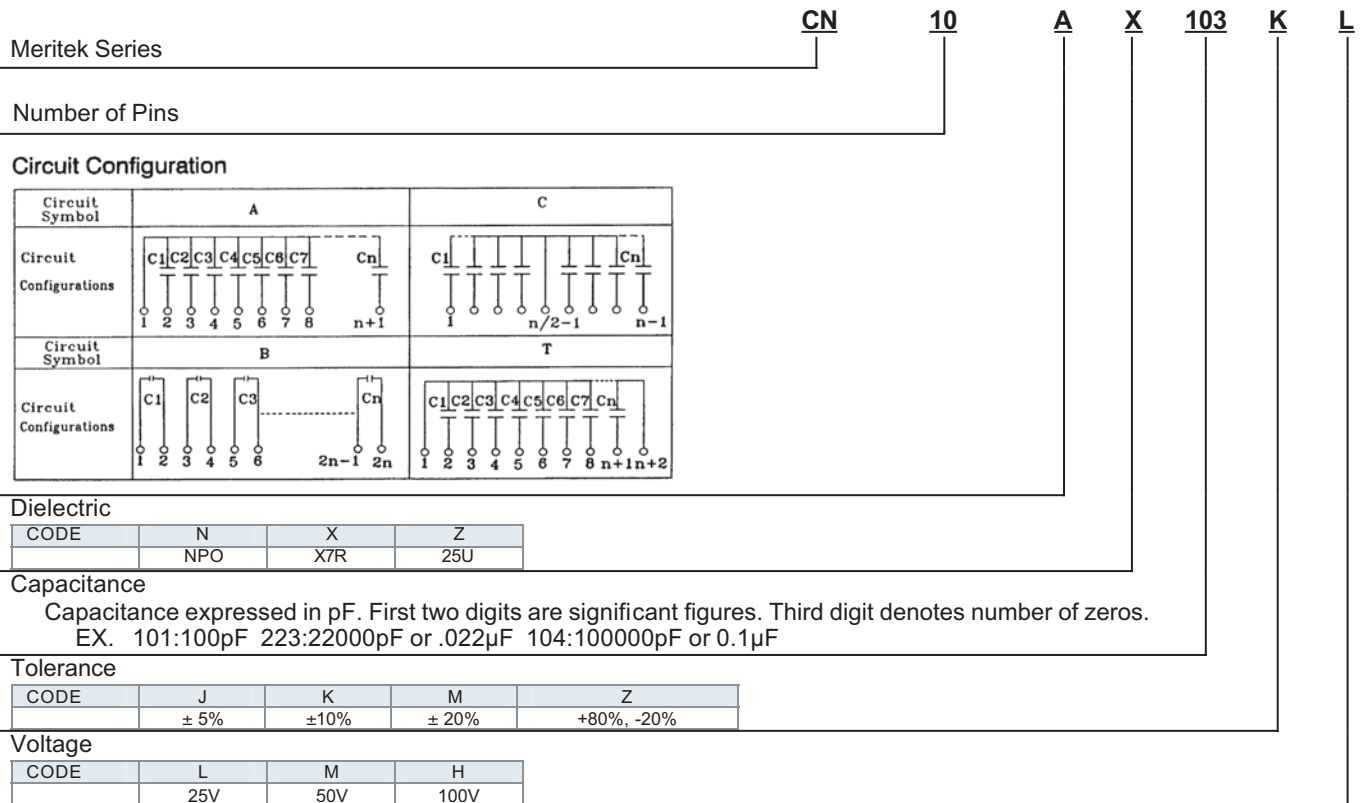 CN 10 A X 103 K L
Meritek Series
Number of Pins
Circuit Configuration
Circuit Symbol A C
Circuit Configurations
C1 C2 C3 C4 C5 C6 C7 Cn
1 2 3 4 5 6 7 8 n+1
C1 Cn
1 n/2-1 n-1
Circuit Symbol B T
Circuit Configurations
C1 C2 C3 Cn
1 2 3 4 5 6 2n-1 2n
C1 C2 C3 C4 C5 C6 C7 Cn
1 2 3 4 5 6 7 8 n+1 n+2
Dielectric
CODE N X Z
NPO X7R 25U
Capacitance
Capacitance expressed in pF. First two digits are significant figures. Third digit denotes number of zeros.
EX. 101:100pF 223:22000pF or .022µF 104:100000pF or 0.1µF
Tolerance
CODE J K M Z
± 5% ±10% ± 20% +80%, -20%
Voltage
CODE L M H
25V 50V 100V